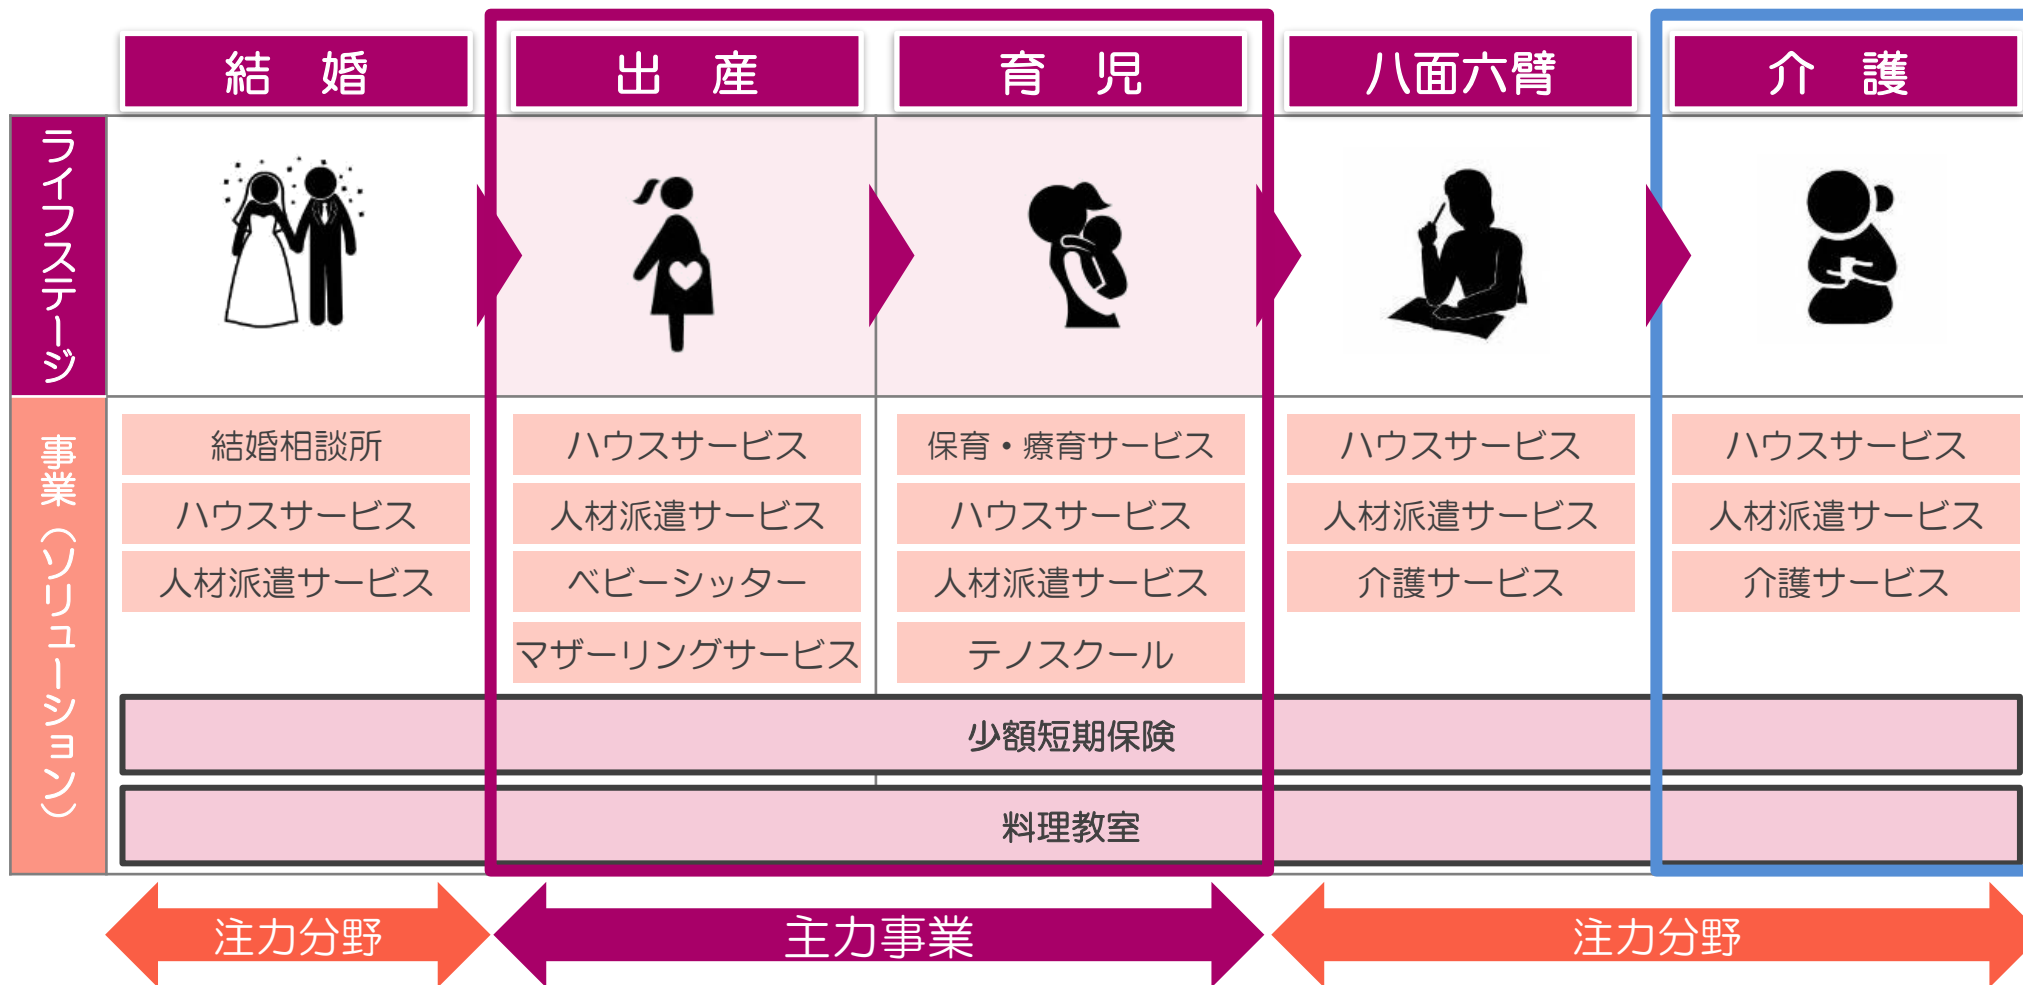 結　婚
出　産
育　児
八面六臂
介　護
ライフステージ
事業（ソリューション）
結婚相談所
ハウスサービス
人材派遣サービス
ハウスサービス
人材派遣サービス
ベビーシッター
マザーリングサービス
保育・療育サービス
ハウスサービス
人材派遣サービス
テノスクール
ハウスサービス
人材派遣サービス
介護サービス
ハウスサービス
人材派遣サービス
介護サービス
少額短期保険
料理教室
注力分野
主力事業
注力分野